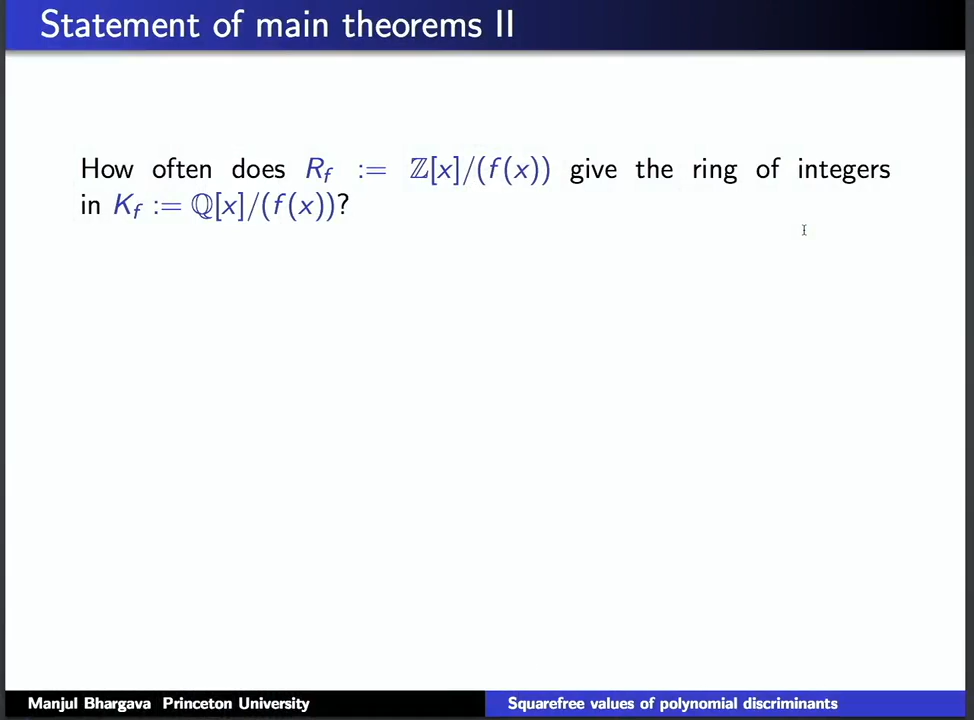 Statement of main theorems II
How often does R_f := ℤ[x]/(f(x)) give the ring of integers
in K_f := ℚ[x]/(f(x))?
Manjul Bhargava Princeton University
Squarefree values of polynomial discriminants